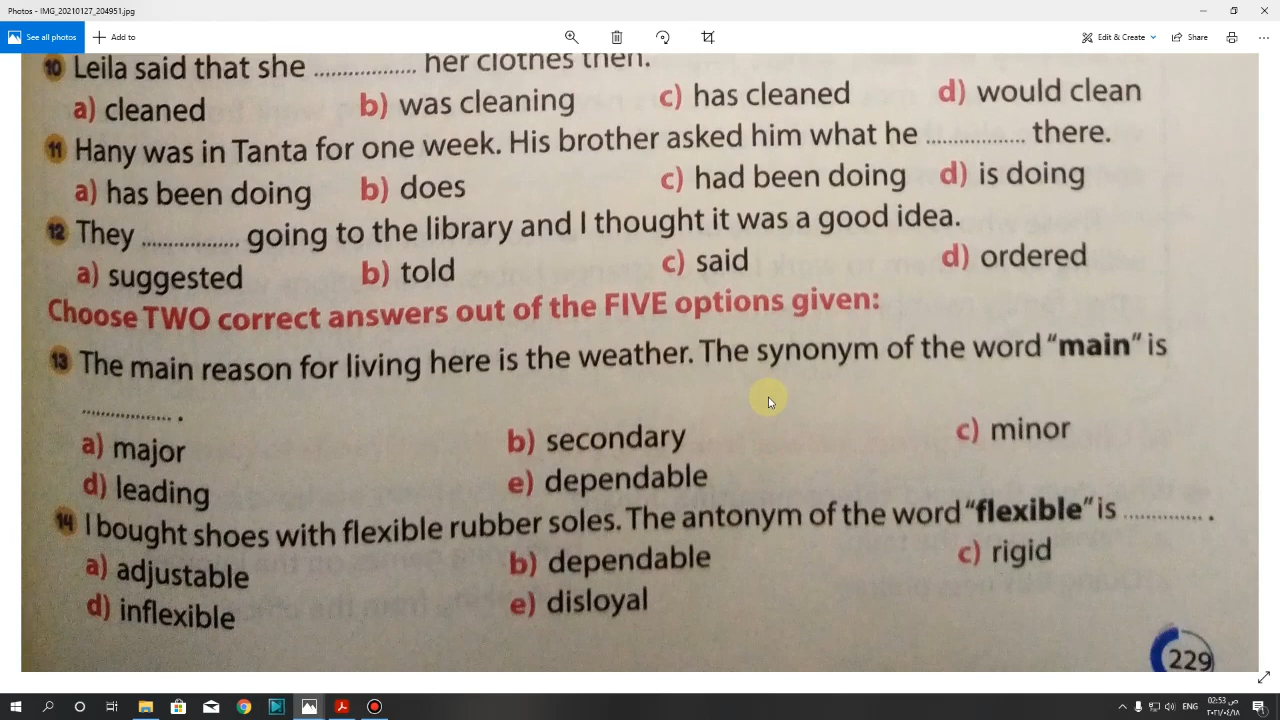 Photos - IMG_20210127_204951.jpg
See all photos
Add to
Edit & Create
Share
10 Leila said that she ................. her clothes then.
a) cleaned b) was cleaning c) has cleaned d) would clean
11 Hany was in Tanta for one week. His brother asked him what he ................. there.
a) has been doing b) does c) had been doing d) is doing
12 They ................. going to the library and I thought it was a good idea.
a) suggested b) told c) said d) ordered
Choose TWO correct answers out of the FIVE options given:
13 The main reason for living here is the weather. The synonym of the word "main" is
................. .
a) major b) secondary c) minor
d) leading e) dependable
14 I bought shoes with flexible rubber soles. The antonym of the word "flexible" is ............. .
a) adjustable b) dependable c) rigid
d) inflexible e) disloyal
229
ENG
02:53 ص
٢٠٢١/٠٤/١٨